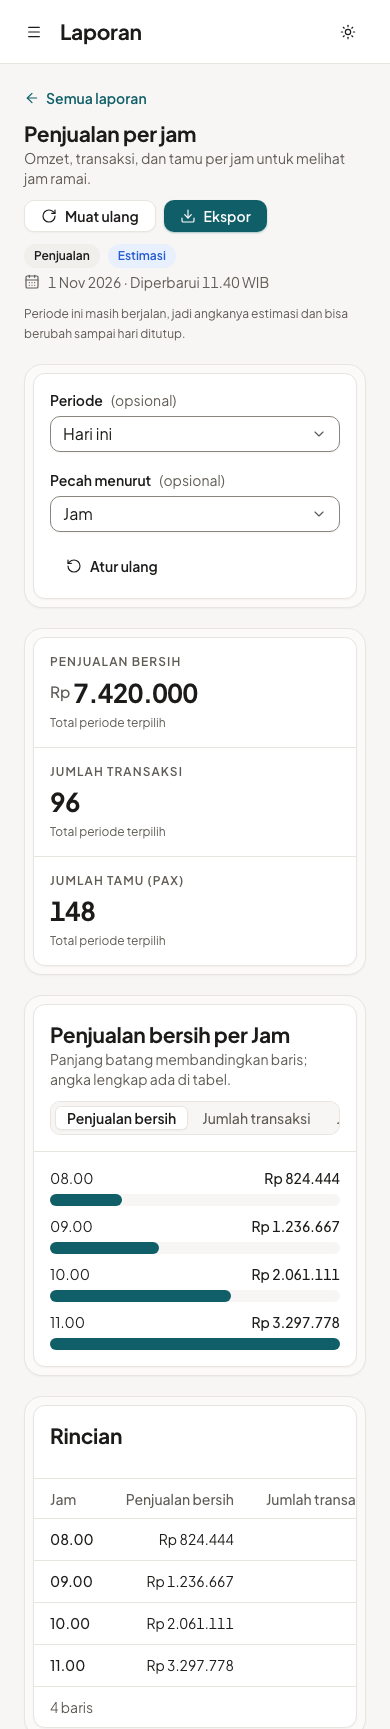 Laporan
Semua laporan
Penjualan per jam
Omzet, transaksi, dan tamu per jam untuk melihat
jam ramai.
Muat ulang
Ekspor
Penjualan
Estimasi
1 Nov 2026 · Diperbarui 11.40 WIB
Periode ini masih berjalan, jadi angkanya estimasi dan bisa
berubah sampai hari ditutup.
Periode (opsional)
Hari ini
Pecah menurut (opsional)
Jam
Atur ulang
PENJUALAN BERSIH
Rp 7.420.000
Total periode terpilih
JUMLAH TRANSAKSI
96
Total periode terpilih
JUMLAH TAMU (PAX)
148
Total periode terpilih
Penjualan bersih per Jam
Panjang batang membandingkan baris;
angka lengkap ada di tabel.
Penjualan bersih Jumlah transaksi
08.00 Rp 824.444
09.00 Rp 1.236.667
10.00 Rp 2.061.111
11.00 Rp 3.297.778
Rincian
Jam Penjualan bersih Jumlah transa
08.00 Rp 824.444
09.00 Rp 1.236.667
10.00 Rp 2.061.111
11.00 Rp 3.297.778
4 baris